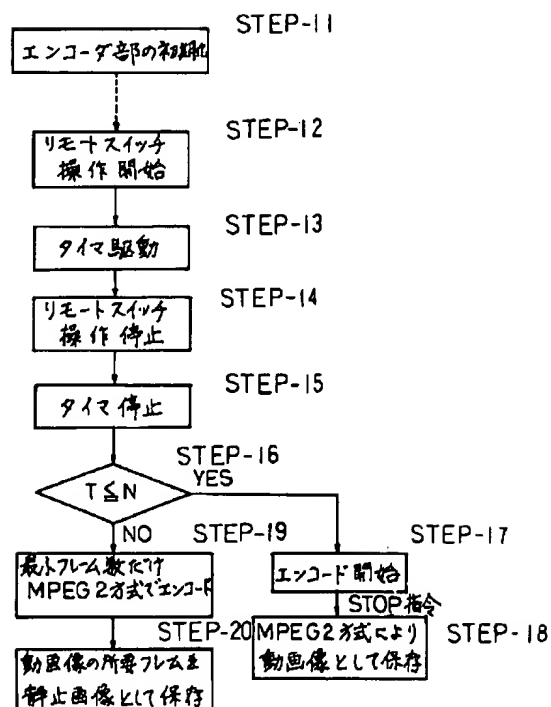 STEP-11
エンコーダ部の初期化
STEP-12
リモートスイッチ
操作開始
STEP-13
タイマ駆動
STEP-14
リモートスイッチ
操作停止
STEP-15
タイマ停止
STEP-16
T≦N
YES
NO
STEP-19
STEP-17
最小フレーム数だけ
MPEG2方式でエンコード
エンコード開始
STOP指令
STEP-20
MPEG2方式により
動画像として保存
STEP-18
動画像の所要フレームを
静止画像として保存